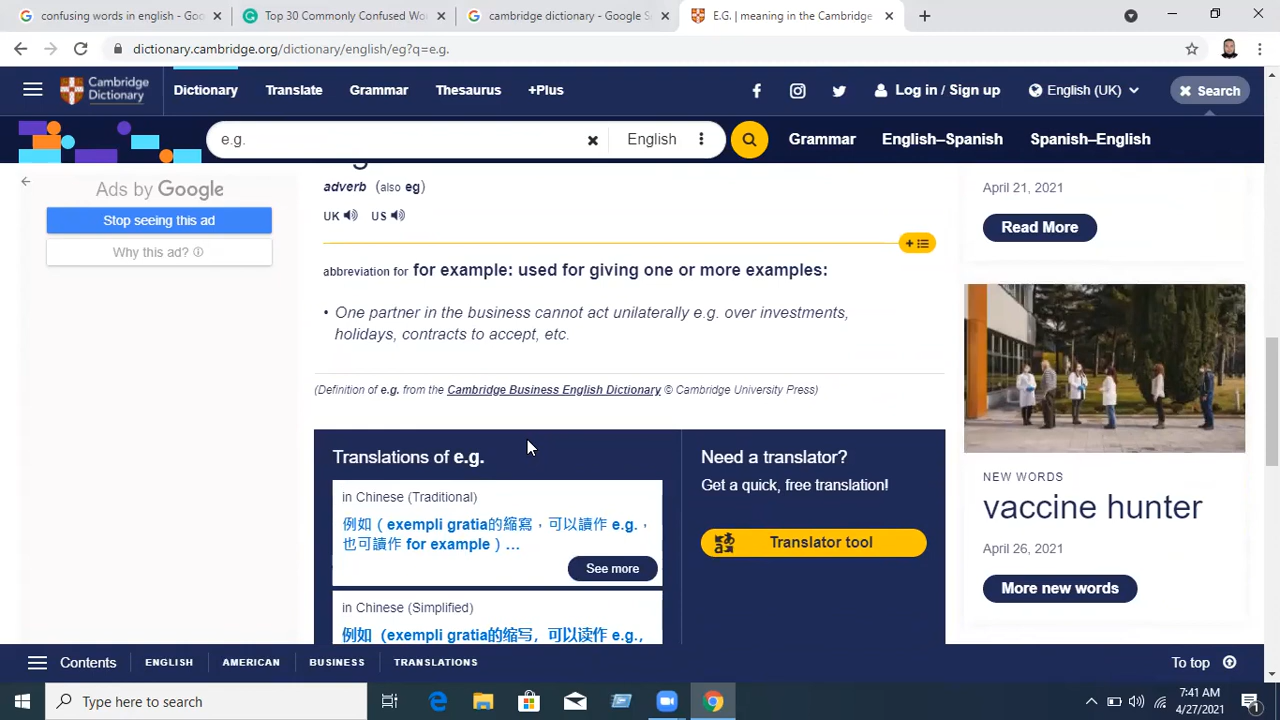 confusing words in english - Goo
Top 30 Commonly Confused Wor
cambridge dictionary - Google S
E.G. | meaning in the Cambridge
dictionary.cambridge.org/dictionary/english/eg?q=e.g.
Cambridge
Dictionary
Dictionary
Translate
Grammar
Thesaurus
+Plus
Log in / Sign up
English (UK)
Search
e.g.
English
Grammar
English–Spanish
Spanish–English
Ads by Google
Stop seeing this ad
Why this ad?
adverb (also eg)
UK US
abbreviation for for example: used for giving one or more examples:
• One partner in the business cannot act unilaterally e.g. over investments,
holidays, contracts to accept, etc.
(Definition of e.g. from the Cambridge Business English Dictionary © Cambridge University Press)
Translations of e.g.
in Chinese (Traditional)
例如（exempli gratia的縮寫，可以讀作 e.g.，
也可讀作 for example）…
See more
in Chinese (Simplified)
例如（exempli gratia的缩写，可以读作 e.g.，
Need a translator?
Get a quick, free translation!
Translator tool
April 21, 2021
Read More
NEW WORDS
vaccine hunter
April 26, 2021
More new words
Contents
ENGLISH
AMERICAN
BUSINESS
TRANSLATIONS
To top
Type here to search
7:41 AM
4/27/2021
1